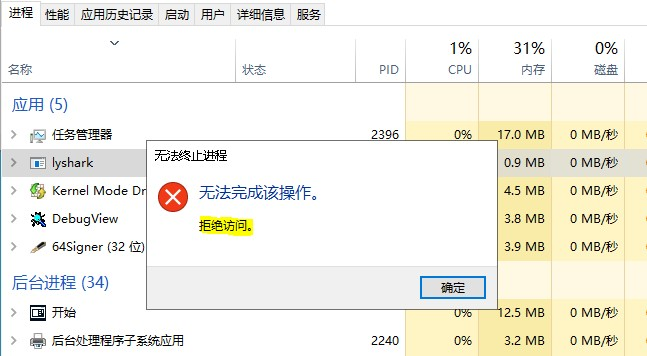 进程 性能 应用历史记录 启动 用户 详细信息 服务
1% 31% 0%
名称 状态 PID CPU 内存 磁盘
应用 (5)
任务管理器 2396 0% 17.0 MB 0 MB/秒
lyshark 0.9 MB 0 MB/秒
Kernel Mode Dr 4.5 MB 0 MB/秒
DebugView 3.8 MB 0 MB/秒
64Signer (32 位) 3.9 MB 0 MB/秒
无法终止进程
无法完成该操作。
拒绝访问。
确定
后台进程 (34)
开始 0% 12.5 MB 0 MB/秒
后台处理程序子系统应用 2240 0% 3.2 MB 0 MB/秒